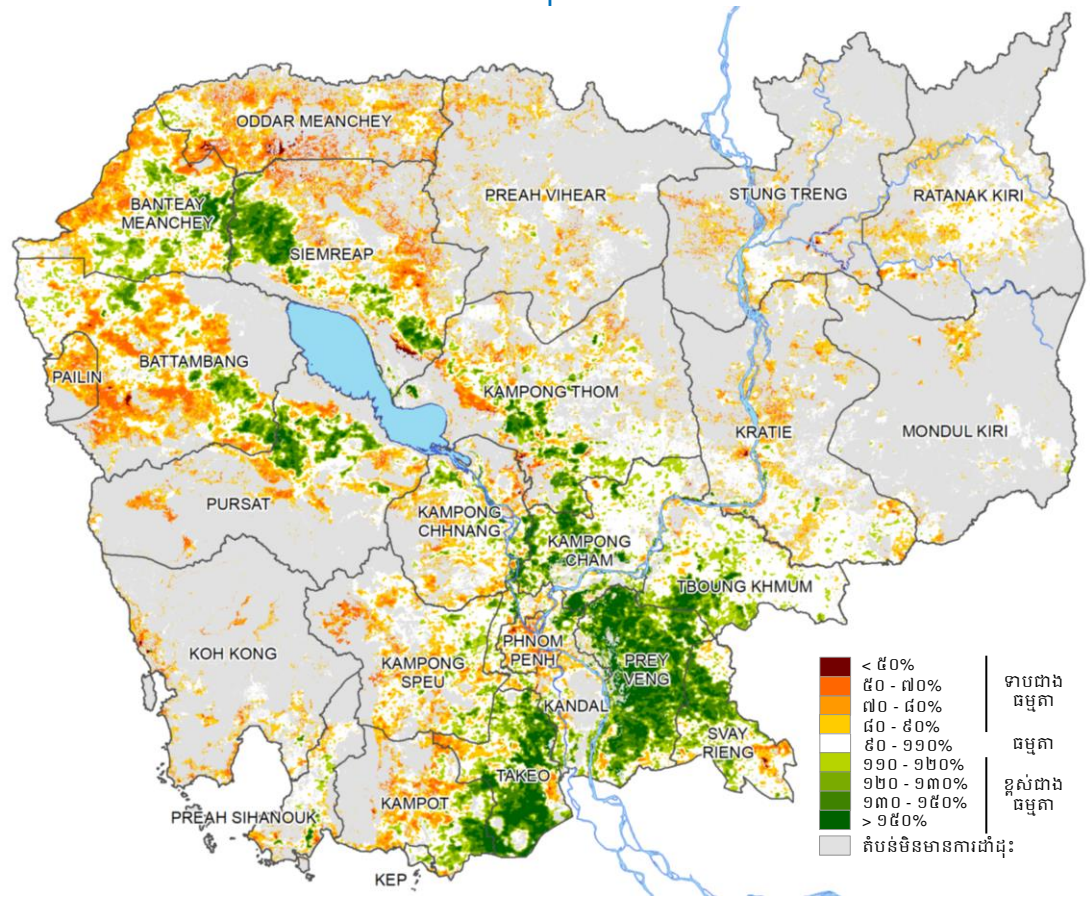 ODDAR MEANCHEY
PREAH VIHEAR
STUNG TRENG
RATANAK KIRI
BANTEAY
MEANCHEY
SIEMREAP
BATTAMBANG
PAILIN
KAMPONG THOM
KRATIE
MONDUL KIRI
PURSAT
KAMPONG
CHHNANG
KAMPONG
CHAM
TBOUNG KHMUM
KOH KONG
PHNOM
PENH
KAMPONG
SPEU
PREY
VENG
KANDAL
SVAY
RIENG
TAKEO
KAMPOT
PREAH SIHANOUK
KEP
< ៥០%
៥០ - ៧០%
៧០ - ៨០%
៨០ - ៩០%
៩០ - ១១០%
១១០ - ១២០%
១២០ - ១៣០%
១៣០ - ១៥០%
> ១៥០%
តំបន់មិនមានការដាំដុះ
ទាបជាង
ធម្មតា
ធម្មតា
ខ្ពស់ជាង
ធម្មតា